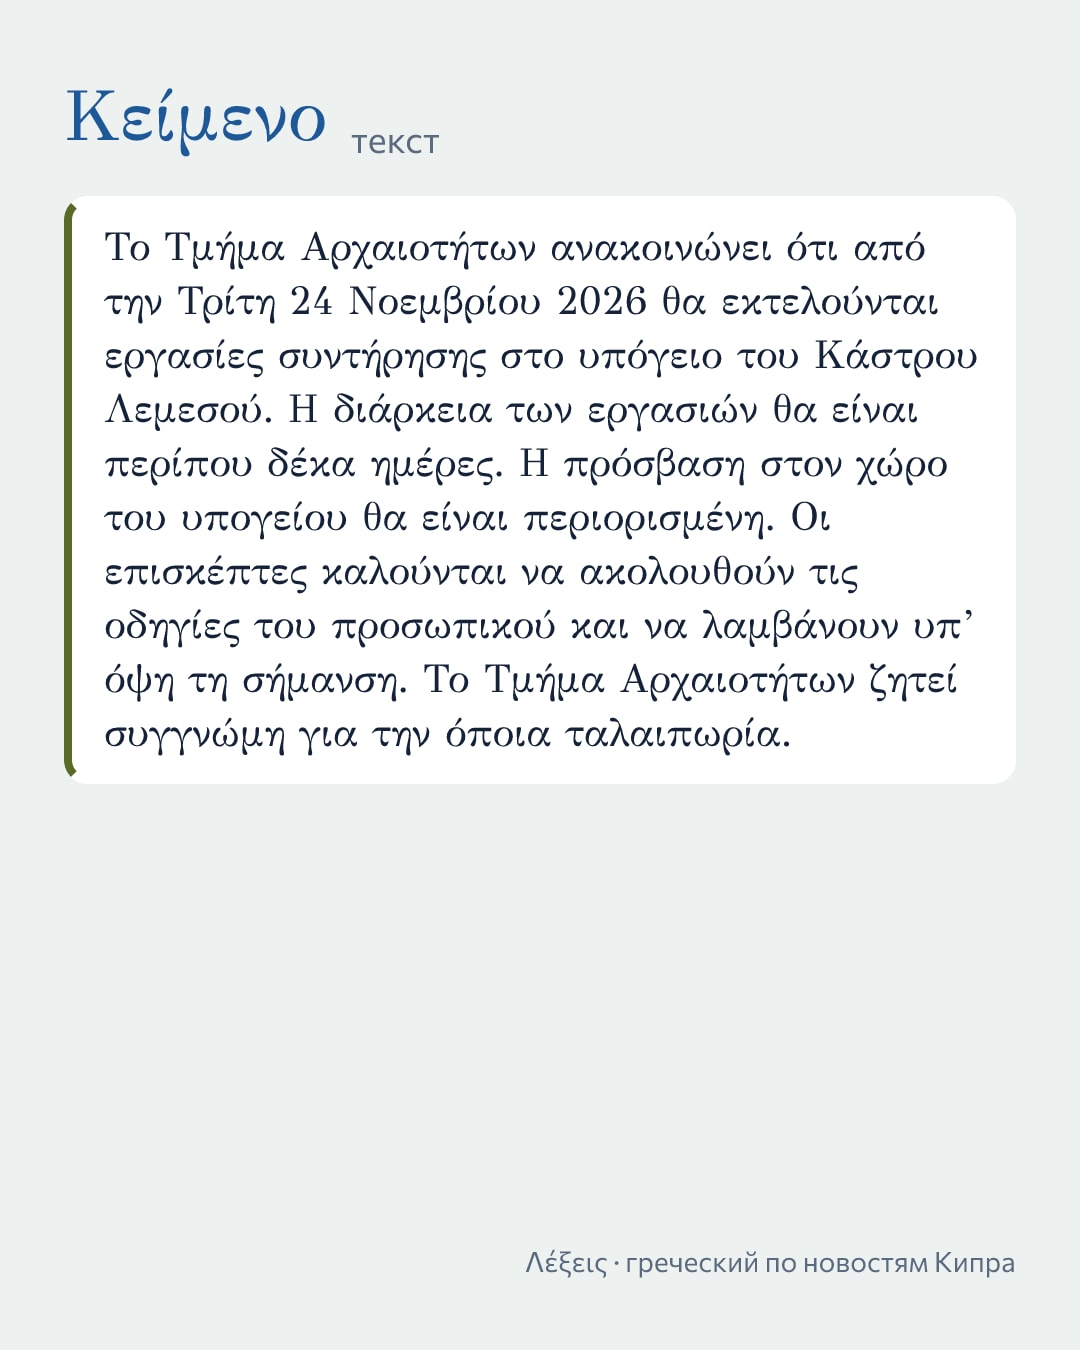 Κείμενο текст
Το Τμήμα Αρχαιοτήτων ανακοινώνει ότι από
την Τρίτη 24 Νοεμβρίου 2026 θα εκτελούνται
εργασίες συντήρησης στο υπόγειο του Κάστρου
Λεμεσού. Η διάρκεια των εργασιών θα είναι
περίπου δέκα ημέρες. Η πρόσβαση στον χώρο
του υπογείου θα είναι περιορισμένη. Οι
επισκέπτες καλούνται να ακολουθούν τις
οδηγίες του προσωπικού και να λαμβάνουν υπ’
όψη τη σήμανση. Το Τμήμα Αρχαιοτήτων ζητεί
συγγνώμη για την όποια ταλαιπωρία.
Λέξεις · греческий по новостям Кипра